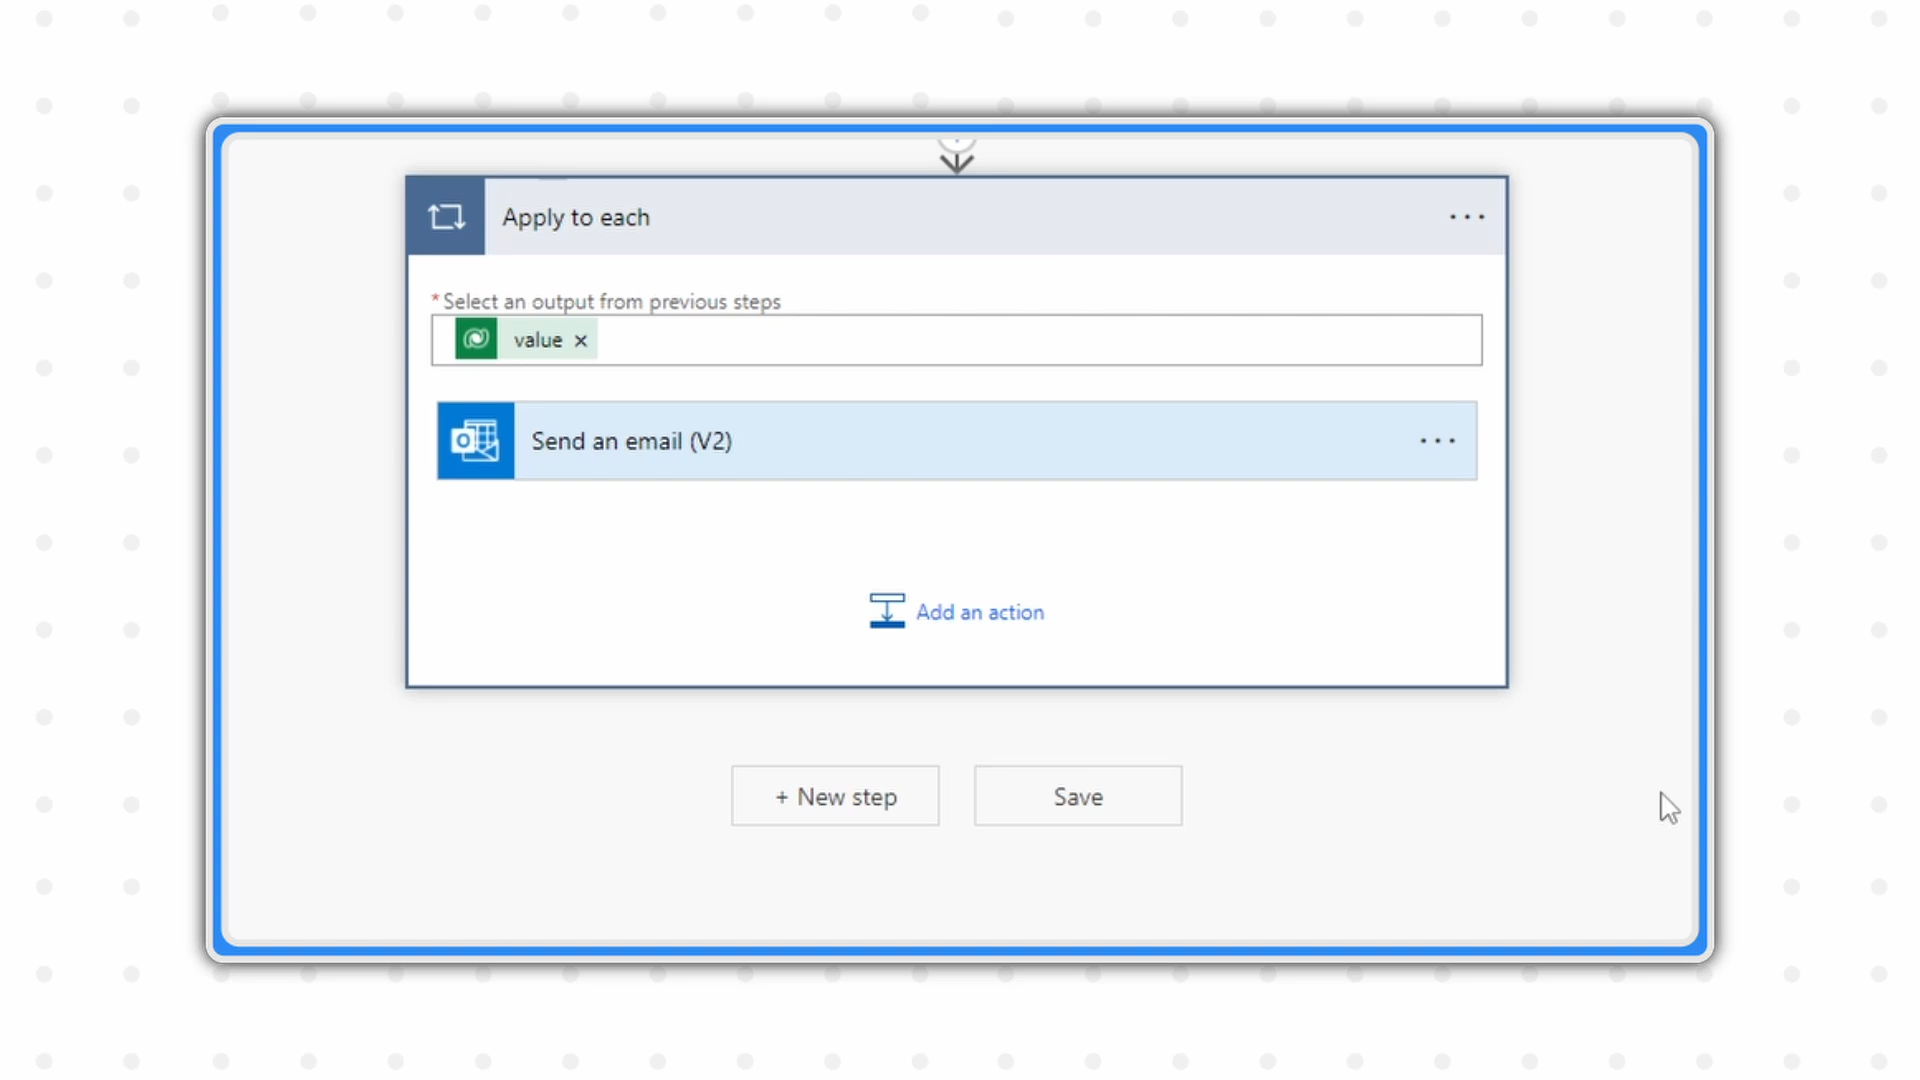 Apply to each
* Select an output from previous steps
value ×
Send an email (V2)
Add an action
+ New step
Save